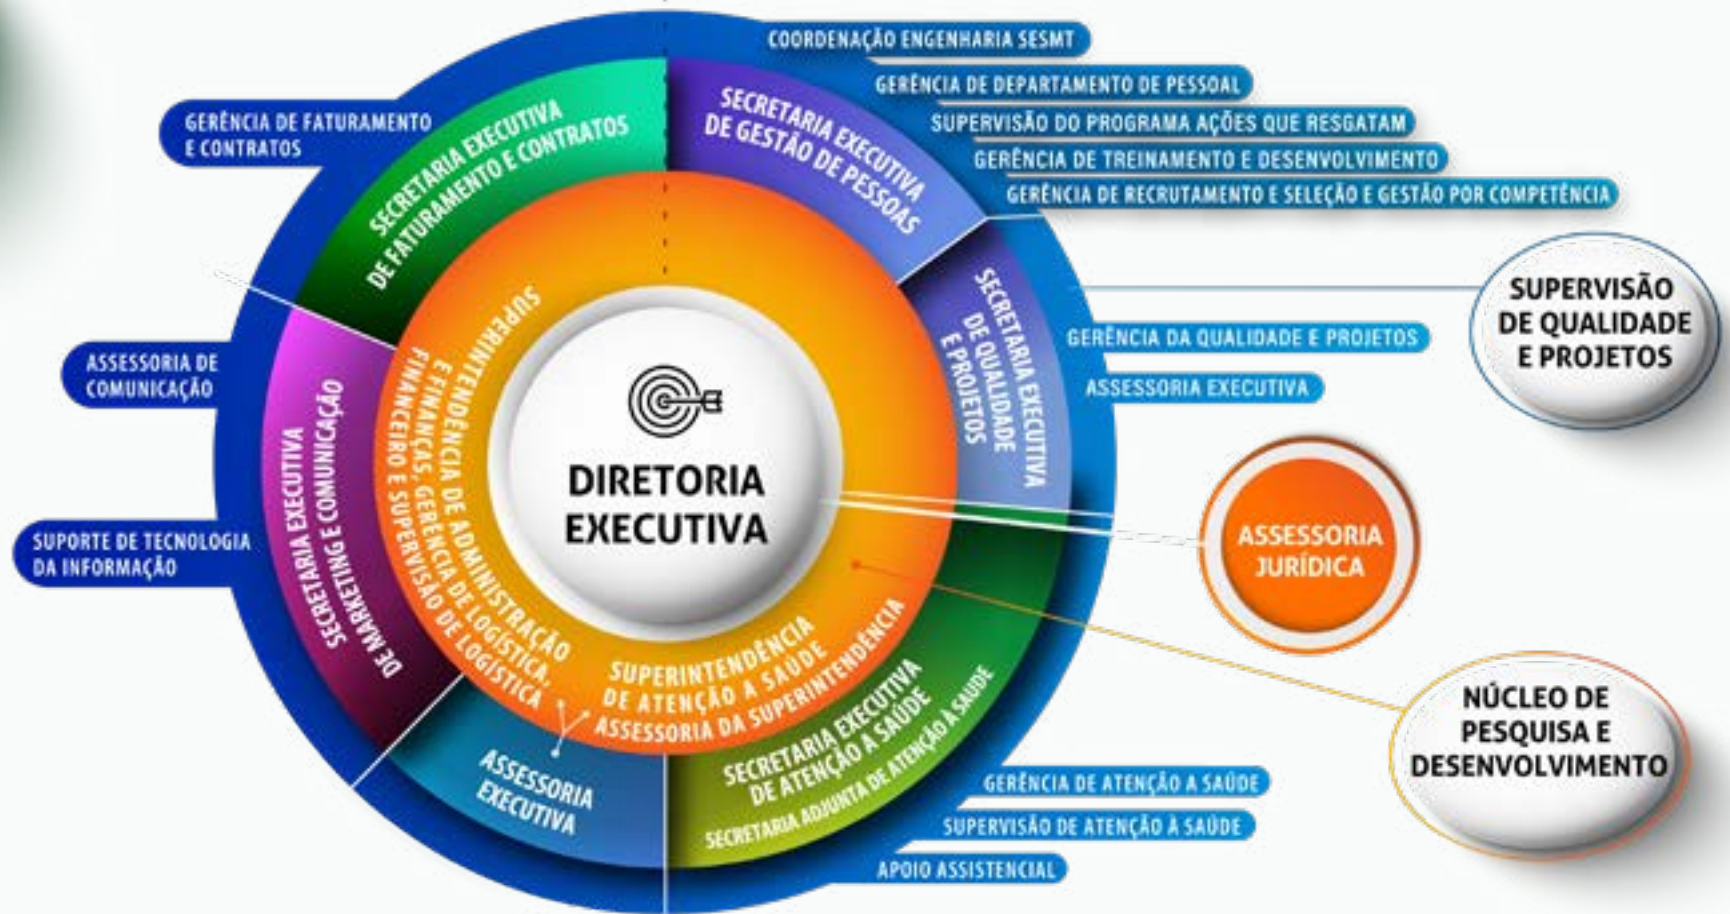 COORDENAÇÃO ENGENHARIA SESMT
GERÊNCIA DE DEPARTAMENTO DE PESSOAL
SUPERVISÃO DO PROGRAMA AÇÕES QUE RESGATAM
GERÊNCIA DE TREINAMENTO E DESENVOLVIMENTO
GERÊNCIA DE RECRUTAMENTO E SELEÇÃO E GESTÃO POR COMPETÊNCIA
GERÊNCIA DE FATURAMENTO
E CONTRATOS
SECRETARIA EXECUTIVA
DE FATURAMENTO E CONTRATOS
SECRETARIA EXECUTIVA
DE GESTÃO DE PESSOAS
SECRETARIA EXECUTIVA
DE QUALIDADE
E PROJETOS
SUPERVISÃO
DE QUALIDADE
E PROJETOS
GERÊNCIA DA QUALIDADE E PROJETOS
ASSESSORIA EXECUTIVA
ASSESSORIA DE
COMUNICAÇÃO
SUPORTE DE TECNOLOGIA
DA INFORMAÇÃO
SECRETARIA EXECUTIVA
SECRETARIA EXECUTIVA
DE MARKETING E COMUNICAÇÃO
SUPERINTENDÊNCIA DE ADMINISTRAÇÃO
E FINANÇAS, GERÊNCIA DE LOGÍSTICA,
FINANCEIRO E SUPERVISÃO DE LOGÍSTICA
DIRETORIA
EXECUTIVA
ASSESSORIA
JURÍDICA
SUPERINTENDÊNCIA
DE ATENÇÃO A SAÚDE
ASSESSORIA DA SUPERINTENDÊNCIA
NÚCLEO DE
PESQUISA E
DESENVOLVIMENTO
ASSESSORIA
EXECUTIVA
SECRETARIA EXECUTIVA
DE ATENÇÃO A SAÚDE
SECRETARIA ADJUNTA DE ATENÇÃO À SAUDE
GERÊNCIA DE ATENÇÃO A SAÚDE
SUPERVISÃO DE ATENÇÃO À SAÚDE
APOIO ASSISTENCIAL